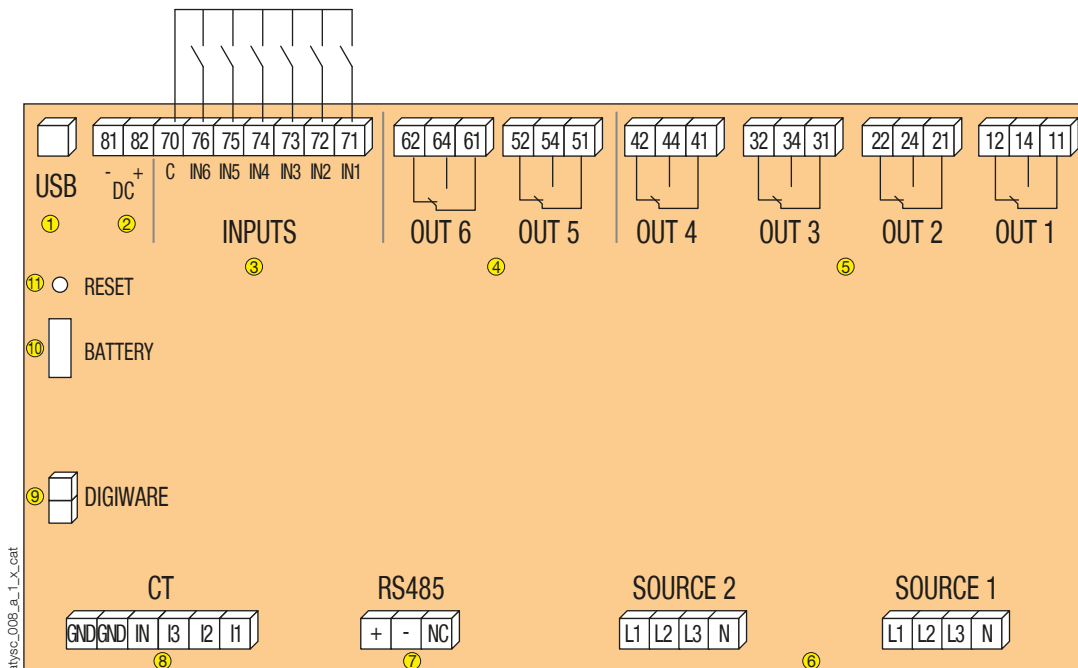 81 82 70 76 75 74 73 72 71 62 64 61 52 54 51 42 44 41 32 34 31 22 24 21 12 14 11
- DC + C IN6 IN5 IN4 IN3 IN2 IN1
USB
1 2 INPUTS OUT 6 OUT 5 OUT 4 OUT 3 OUT 2 OUT 1
3 4 5
11 RESET
10 BATTERY
9 DIGIWARE
CT RS485 SOURCE 2 SOURCE 1
GND GND IN I3 I2 I1 + - NC L1 L2 L3 N L1 L2 L3 N
8 7 6
atysc_008_a_1_x_cat